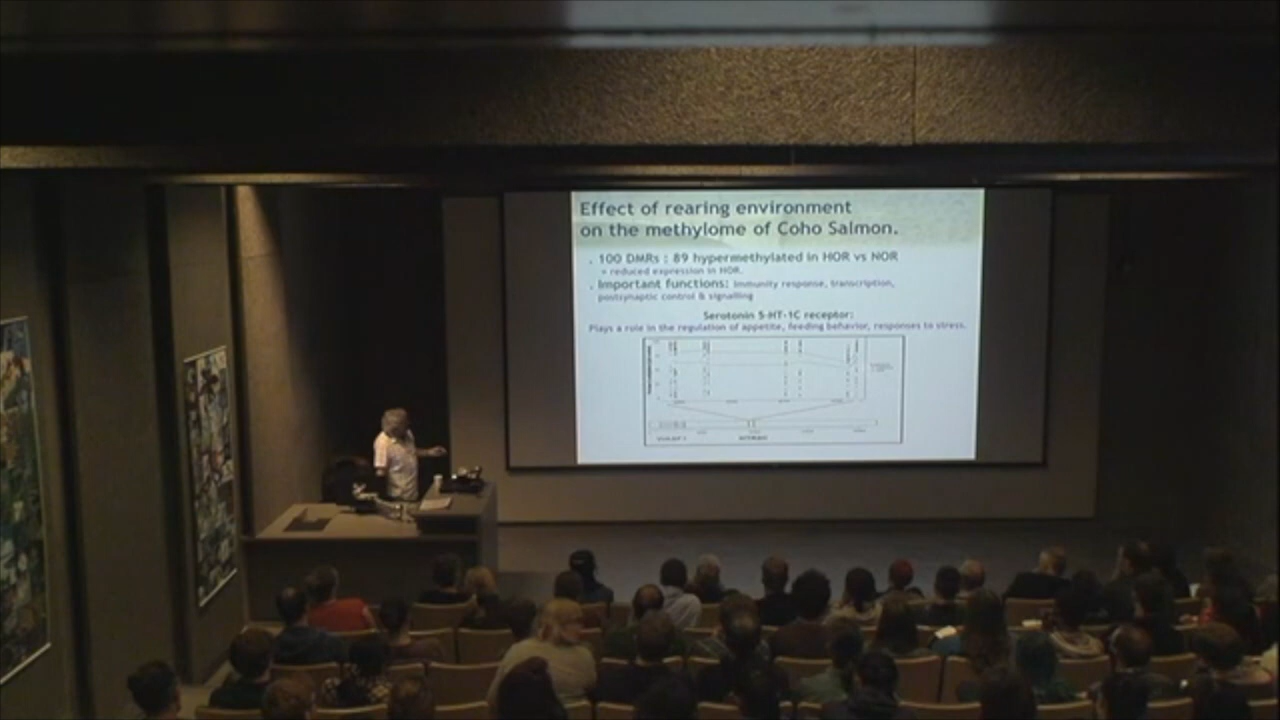 Effect of rearing environment
on the methylome of Coho Salmon.
. 100 DMRs : 89 hypermethylated in HOR vs NOR
= reduced expression in HOR.
. Important functions: Immunity response, transcription,
postsynaptic control & signalling
Serotonin 5-HT-1C receptor:
Plays a role in the regulation of appetite, feeding behavior, responses to stress.